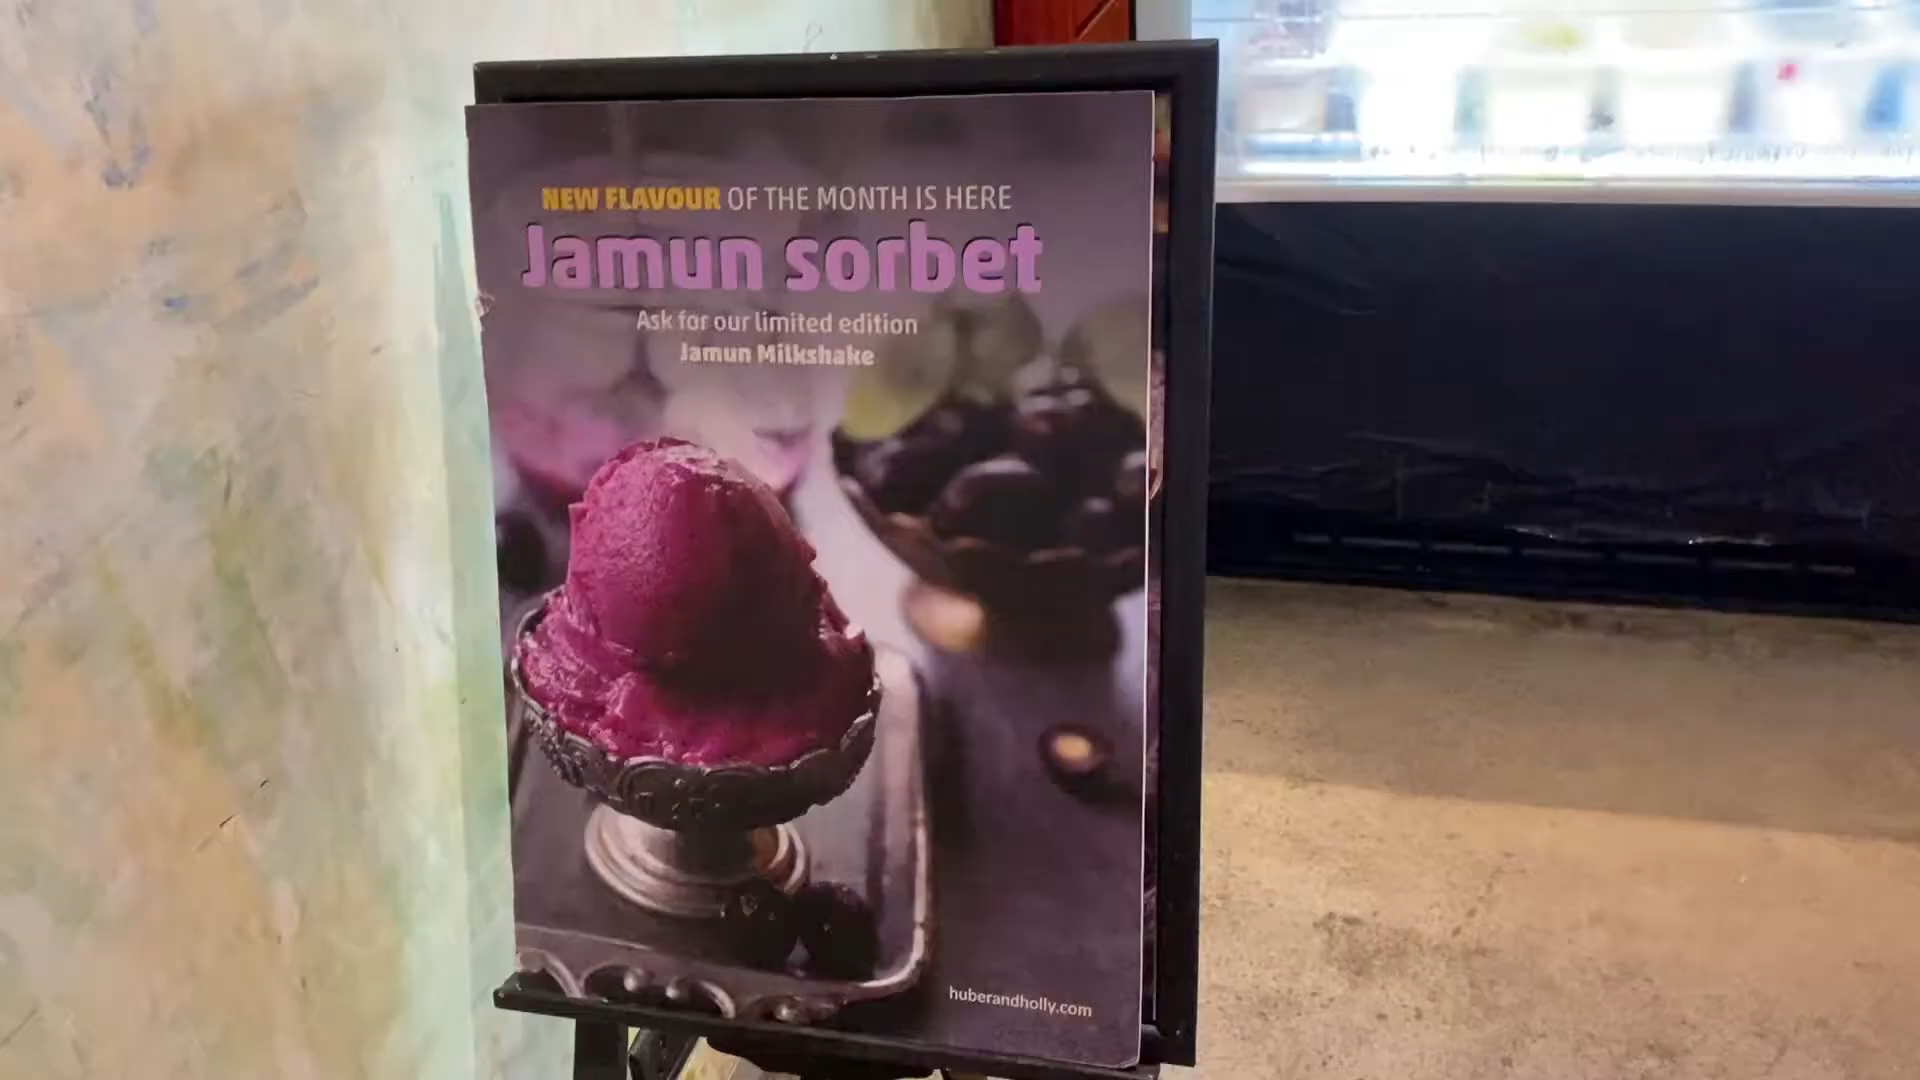 NEW FLAVOUR OF THE MONTH IS HERE
Jamun sorbet
Ask for our limited edition
Jamun Milkshake
huberandholly.com